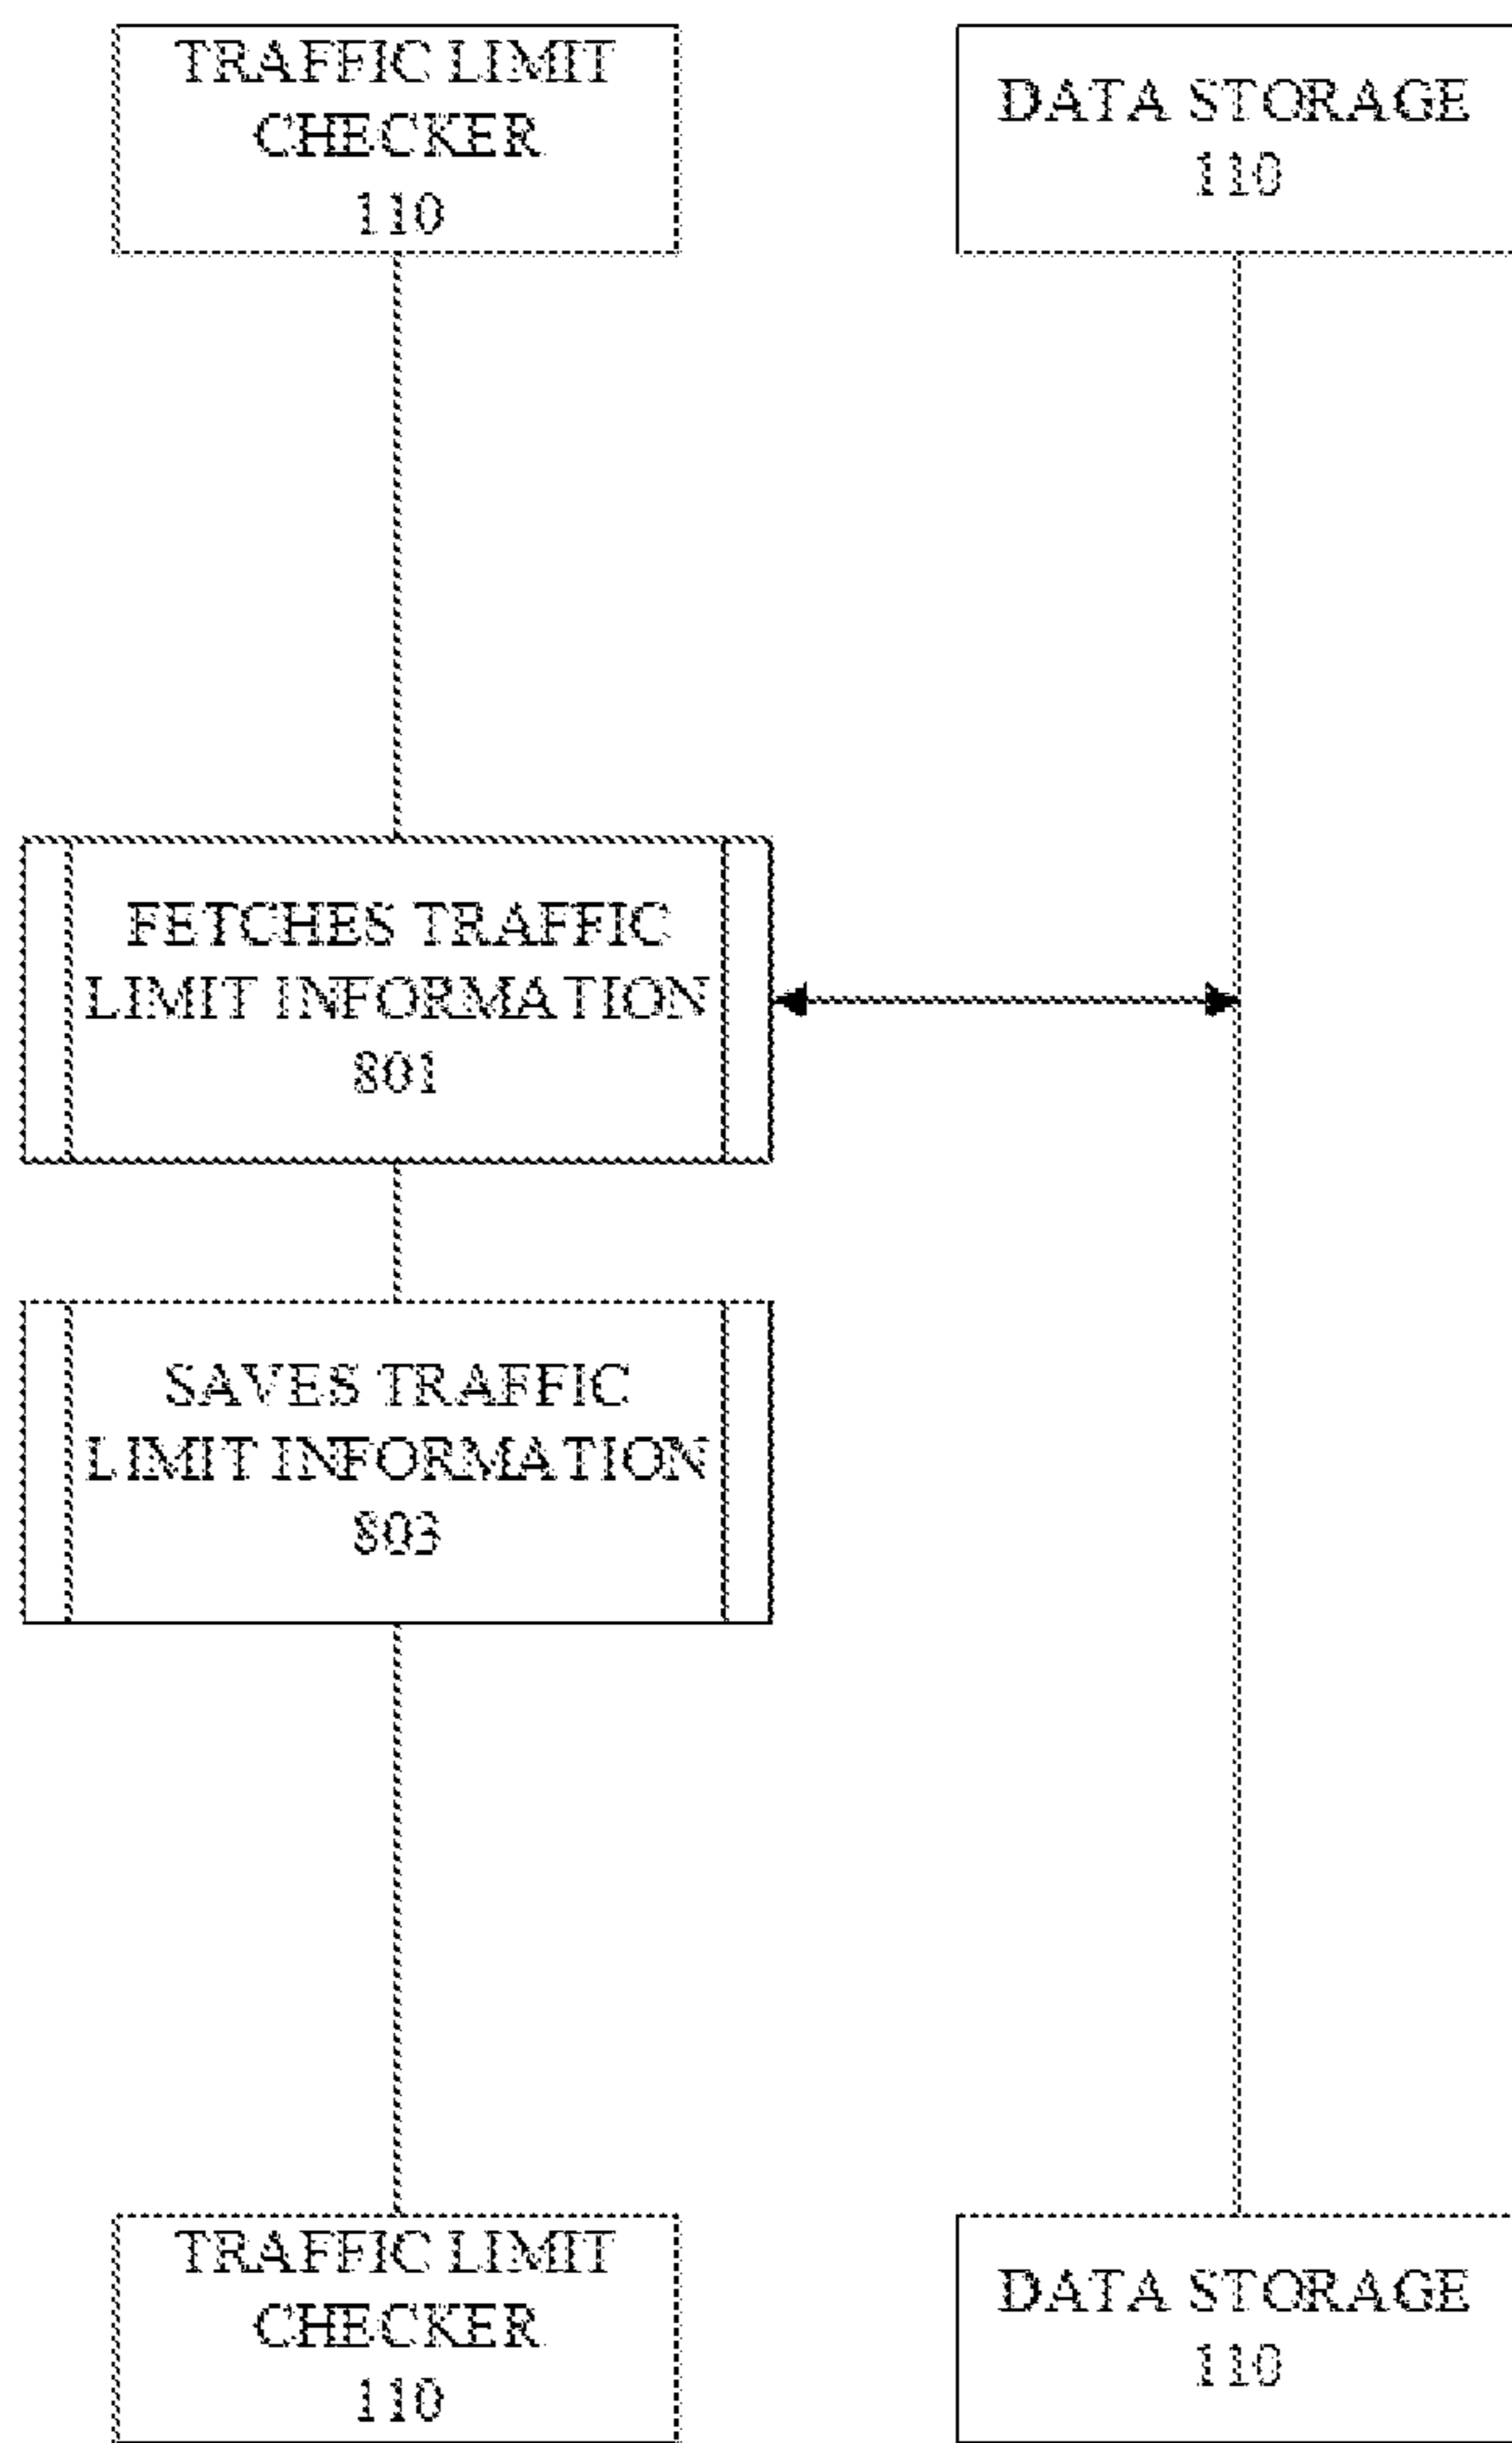 TRAFFIC LIMIT
CHECKER
110
DATA STORAGE
110
FETCHES TRAFFIC
LIMIT INFORMATION
801
SAVES TRAFFIC
LIMIT INFORMATION
803
TRAFFIC LIMIT
CHECKER
110
DATA STORAGE
110